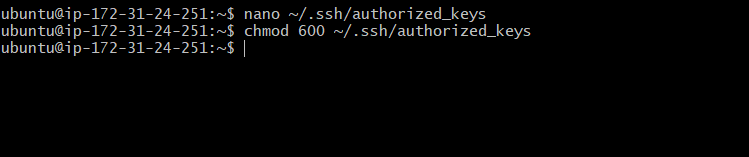 ubuntu@ip-172-31-24-251:~$ nano ~/.ssh/authorized_keys
ubuntu@ip-172-31-24-251:~$ chmod 600 ~/.ssh/authorized_keys
ubuntu@ip-172-31-24-251:~$